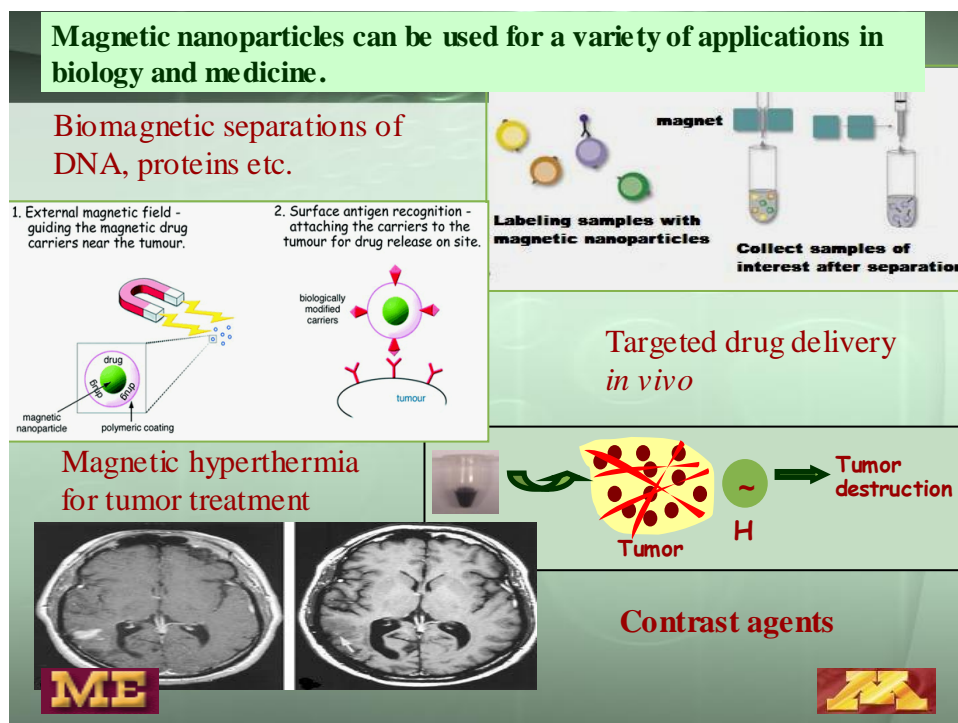 Magnetic nanoparticles can be used for a variety of applications in
biology and medicine.
Biomagnetic separations of
DNA, proteins etc.
magnet
Labeling samples with
magnetic nanoparticles
Collect samples of
interest after separation
1. External magnetic field -
guiding the magnetic drug
carriers near the tumour.
2. Surface antigen recognition -
attaching the carriers to the
tumour for drug release on site.
biologically
modified
carriers
drug
drug
drug
magnetic
nanoparticle
polymeric coating
tumour
Targeted drug delivery
in vivo
Magnetic hyperthermia
for tumor treatment
Tumor
~
H
Tumor
destruction
Contrast agents
ME
M